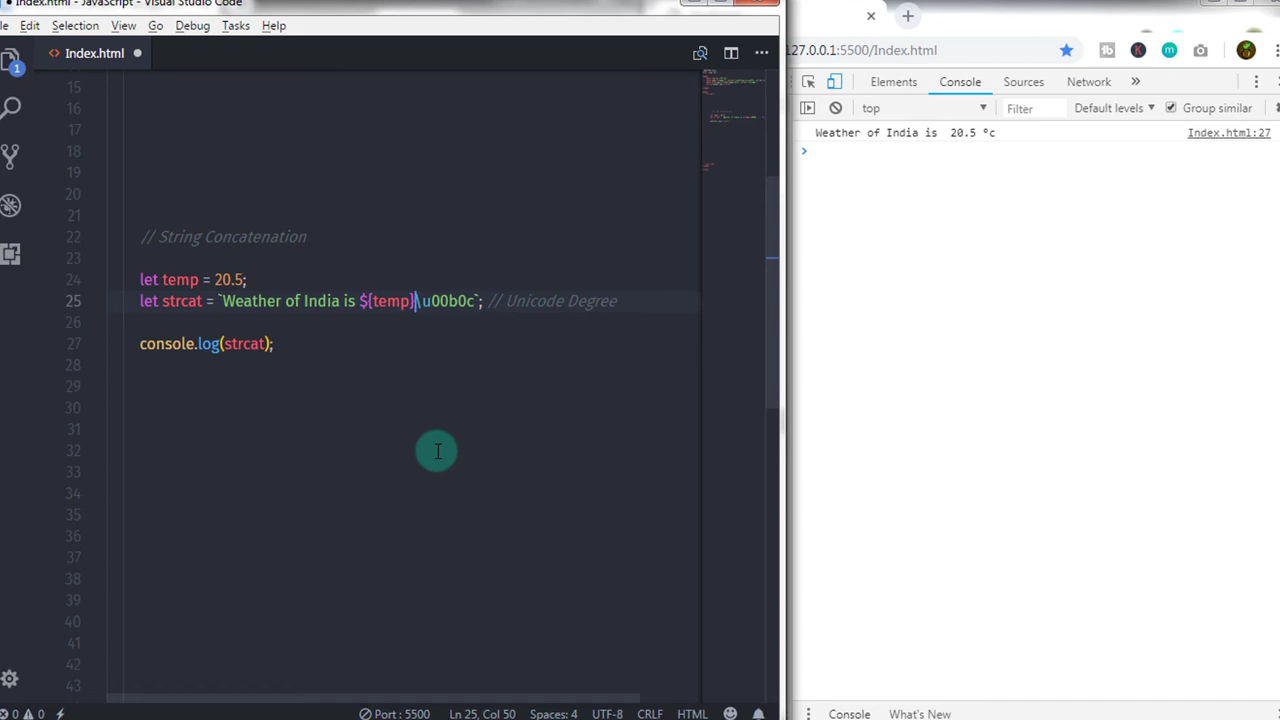 Index.html - JavaScript - Visual Studio Code
Edit Selection View Go Debug Tasks Help
<> Index.html
15
16
17
18
19
20
21
22 // String Concatenation
23
24 let temp = 20.5;
25 let strcat = `Weather of India is ${temp}\u00b0c`; // Unicode Degree
26
27 console.log(strcat);
28
29
30
31
32
33
34
35
36
37
38
39
40
41
42
43
1
0 0 Port : 5500 Ln 25, Col 50 Spaces: 4 UTF-8 CRLF HTML
127.0.0.1:5500/Index.html
Elements Console Sources Network »
top Filter Default levels Group similar
Weather of India is  20.5 °c Index.html:27
Console What's New